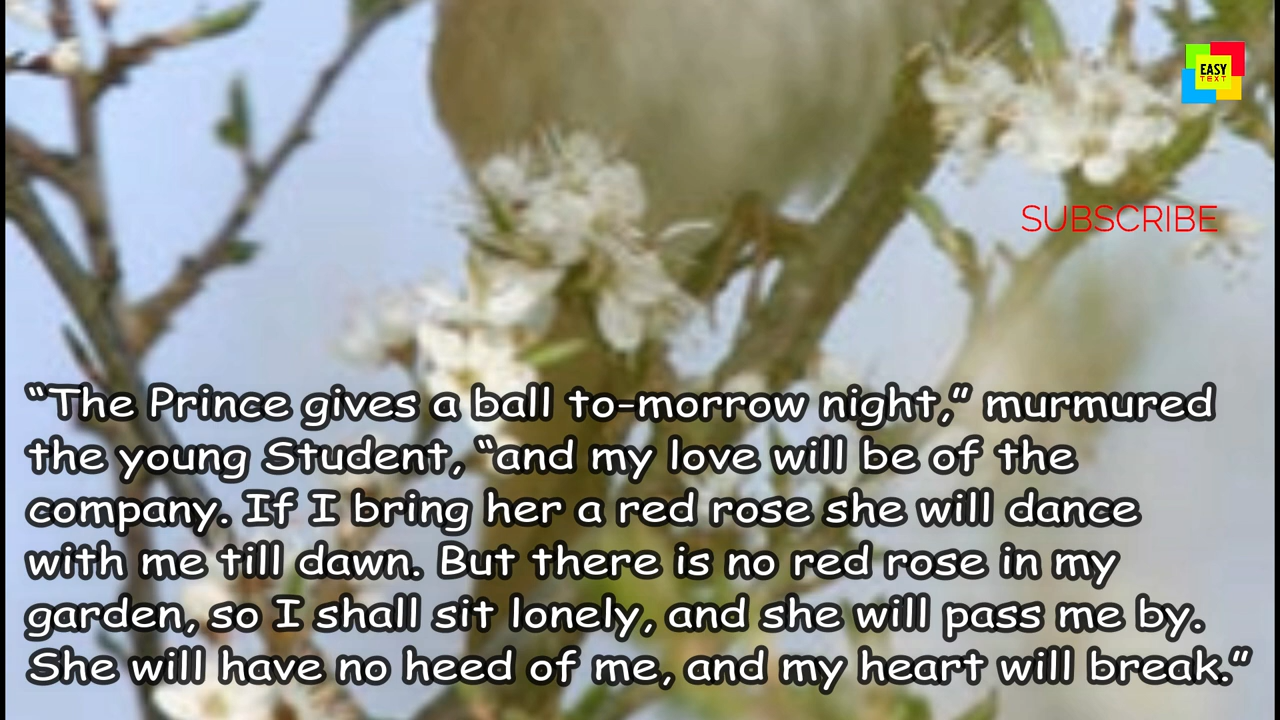 EASY
TEXT
SUBSCRIBE
“The Prince gives a ball to-morrow night,” murmured
the young Student, “and my love will be of the
company. If I bring her a red rose she will dance
with me till dawn. But there is no red rose in my
garden, so I shall sit lonely, and she will pass me by.
She will have no heed of me, and my heart will break.”